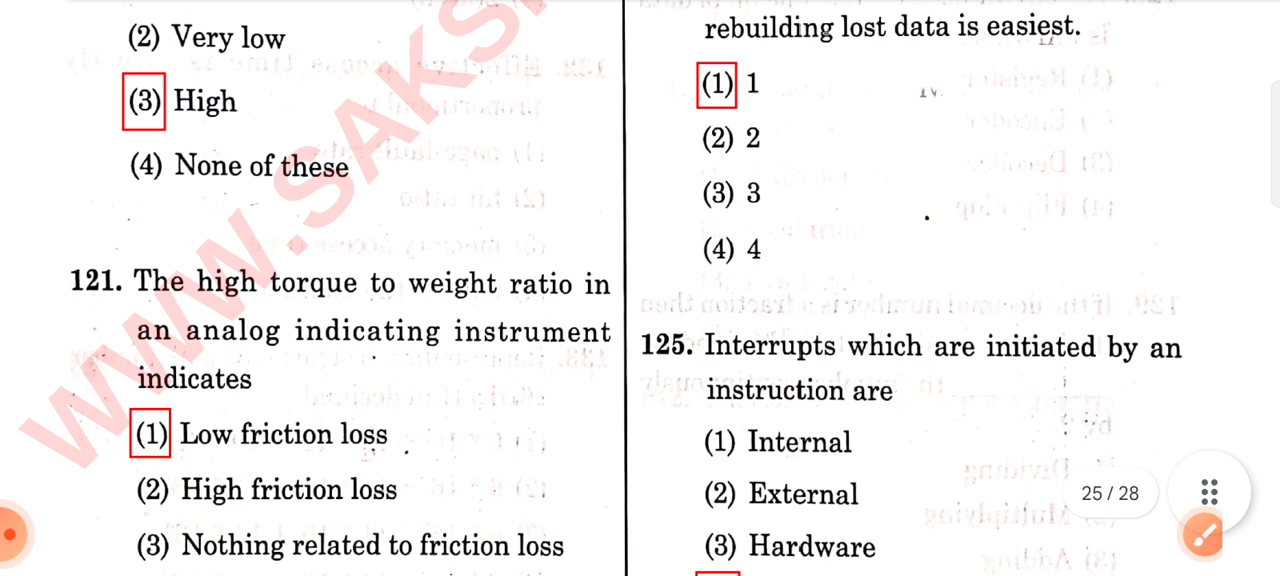 (2) Very low
(3) High
(4) None of these
121. The high torque to weight ratio in
an analog indicating instrument
indicates
(1) Low friction loss
(2) High friction loss
(3) Nothing related to friction loss
rebuilding lost data is easiest.
(1) 1
(2) 2
(3) 3
(4) 4
125. Interrupts which are initiated by an
instruction are
(1) Internal
(2) External
(3) Hardware
WWW.SAKS
25 / 28